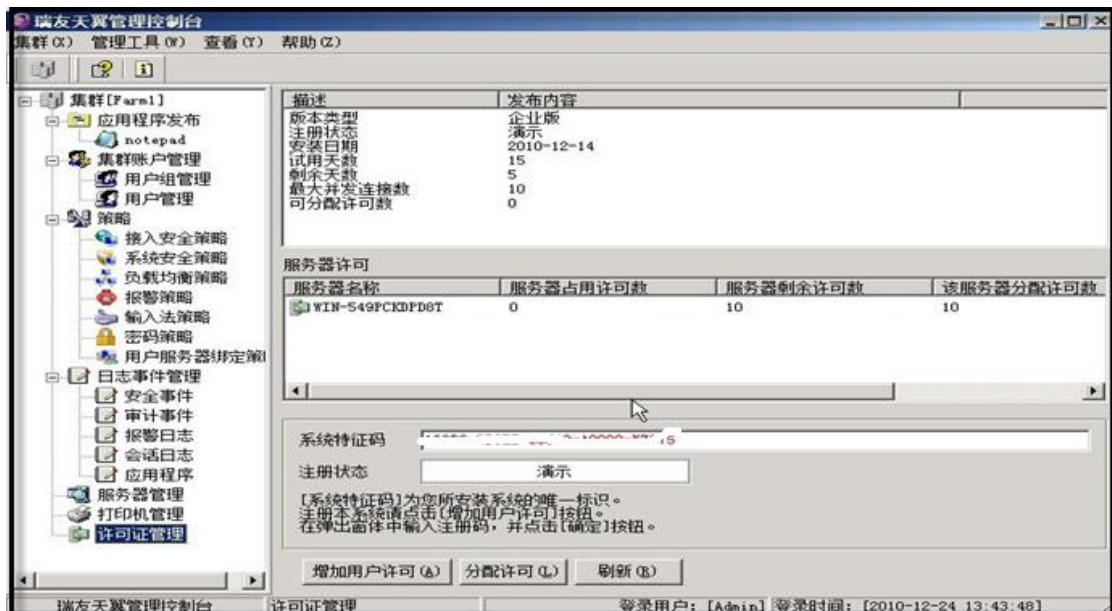 瑞友天翼管理控制台
集群(X) 管理工具(W) 查看(Y) 帮助(Z)
集群[Farm1]
应用程序发布
notepad
集群账户管理
用户组管理
用户管理
策略
接入安全策略
系统安全策略
负载均衡策略
报警策略
输入法策略
密码策略
用户服务器绑定策
日志事件管理
安全事件
审计事件
报警日志
会话日志
应用程序
服务器管理
打印机管理
许可证管理
描述 发布内容
版本类型 企业版
注册状态 演示
安装日期 2010-12-14
试用天数 15
剩余天数 5
最大并发连接数 10
可分配许可数 0
服务器许可
服务器名称 服务器占用许可数 服务器剩余许可数 该服务器分配许可数
WIN-549PCKDPD8T 0 10 10
系统特征码
注册状态 演示
[系统特征码]为您所安装系统的唯一标识。
注册本系统请点击[增加用户许可]按钮。
在弹出窗体中输入注册码,并点击[确定]按钮。
增加用户许可(A) 分配许可(L) 刷新(R)
瑞友天翼管理控制台 许可证管理 登录用户: [Admin] 登录时间: [2010-12-24 13:43:48]